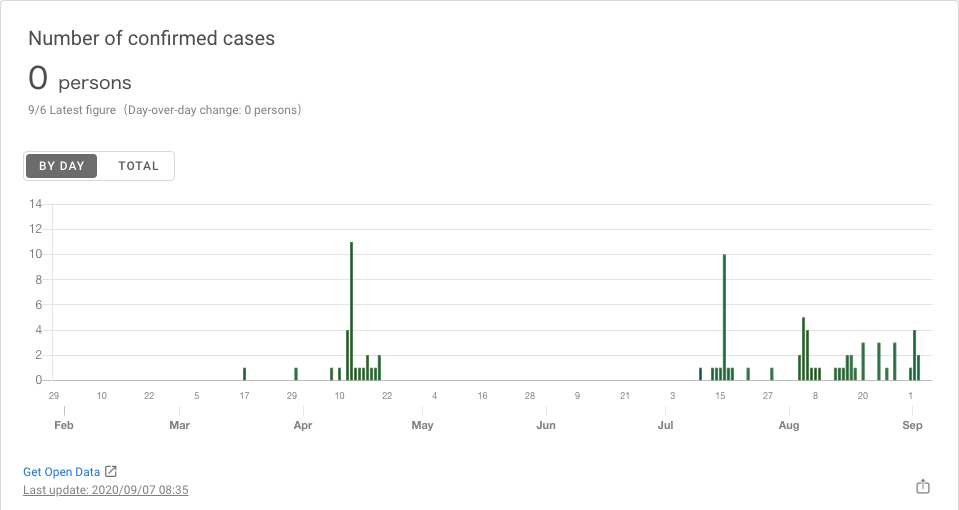 Number of confirmed cases
0 persons
9/6 Latest figure（Day-over-day change: 0 persons）
BY DAY TOTAL
14
12
10
8
6
4
2
0
29 10 22 5 17 29 10 22 4 16 28 9 21 3 15 27 8 20 1
Feb Mar Apr May Jun Jul Aug Sep
Get Open Data
Last update: 2020/09/07 08:35